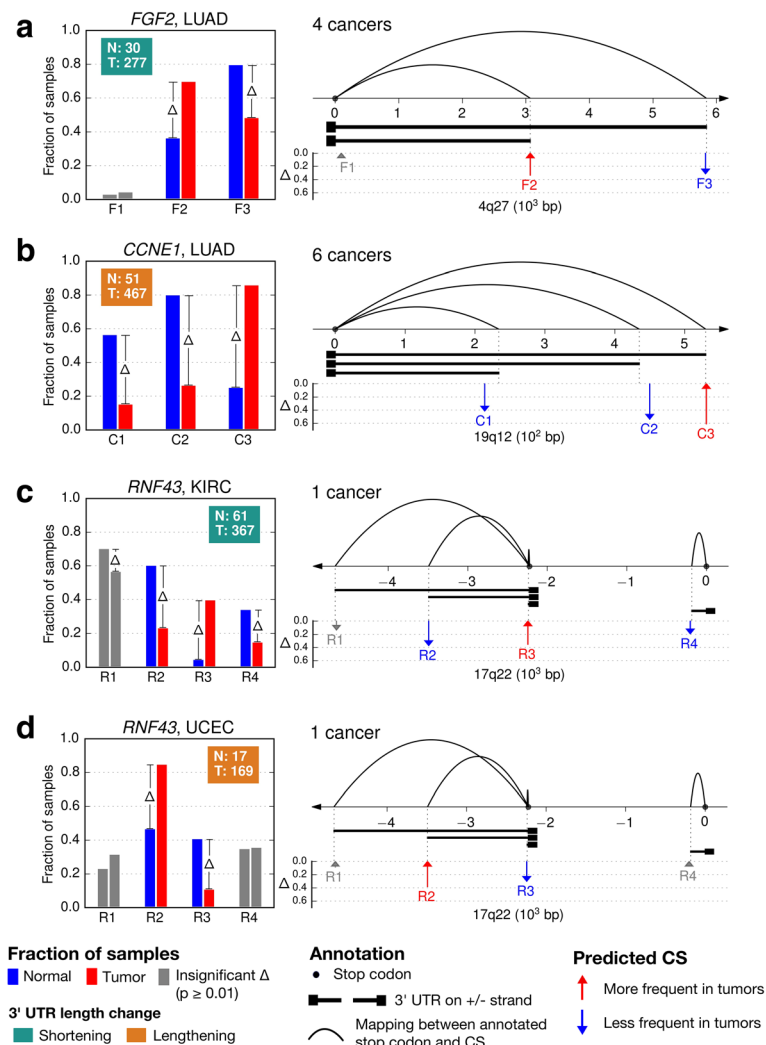 a
FGF2, LUAD
4 cancers
Fraction of samples
1.0
0.8
0.6
0.4
0.2
0.0
N: 30
T: 277
Δ
Δ
F1 F2 F3
0 1 2 3 4 5 6
Δ
0.0
0.2
0.4
0.6
F1
F2
F3
4q27 (10³ bp)
b
CCNE1, LUAD
6 cancers
Fraction of samples
1.0
0.8
0.6
0.4
0.2
0.0
N: 51
T: 467
Δ
Δ
Δ
C1 C2 C3
0 1 2 3 4 5
Δ
0.0
0.2
0.4
0.6
C1
C2
C3
19q12 (10² bp)
c
RNF43, KIRC
1 cancer
Fraction of samples
1.0
0.8
0.6
0.4
0.2
0.0
N: 61
T: 367
Δ
Δ
Δ
Δ
R1 R2 R3 R4
−4 −3 −2 −1 0
Δ
0.0
0.2
0.4
0.6
R1
R2
R3
R4
17q22 (10³ bp)
d
RNF43, UCEC
1 cancer
Fraction of samples
1.0
0.8
0.6
0.4
0.2
0.0
N: 17
T: 169
Δ
Δ
R1 R2 R3 R4
−4 −3 −2 −1 0
Δ
0.0
0.2
0.4
0.6
R1
R2
R3
R4
17q22 (10³ bp)
Fraction of samples
Normal
Tumor
Insignificant Δ
(p ≥ 0.01)
3' UTR length change
Shortening
Lengthening
Annotation
Stop codon
3' UTR on +/- strand
Mapping between annotated
stop codon and CS
Predicted CS
More frequent in tumors
Less frequent in tumors